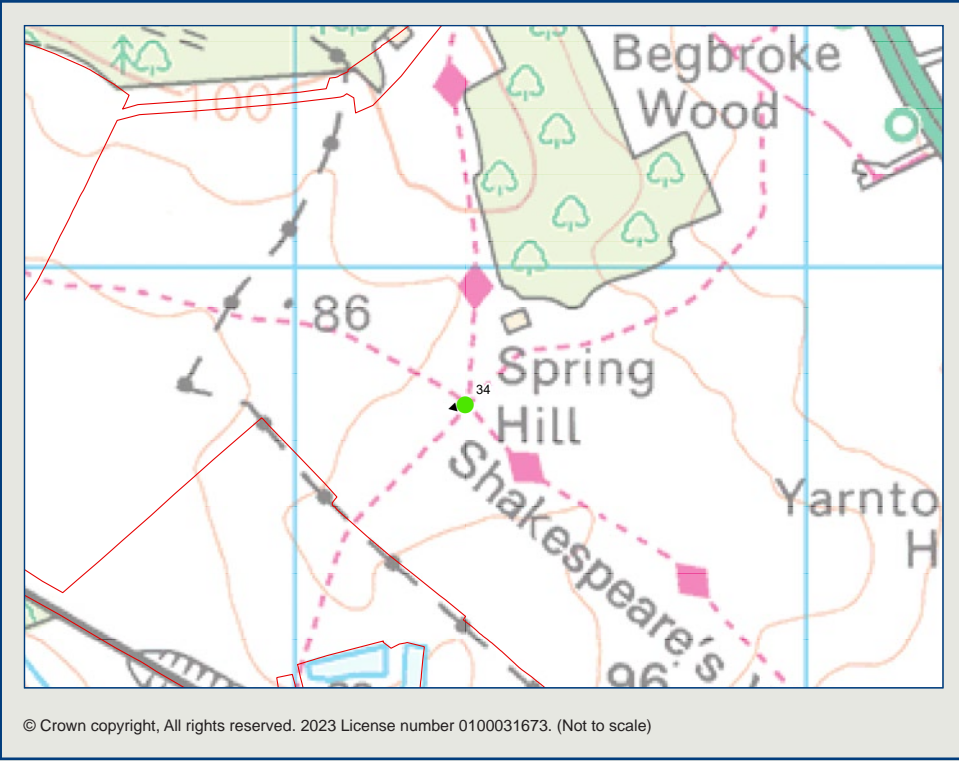 Begbroke
Wood
100
86
34
Spring
Hill
Shakespeare's
Yarnto
H
96
© Crown copyright, All rights reserved. 2023 License number 0100031673. (Not to scale)